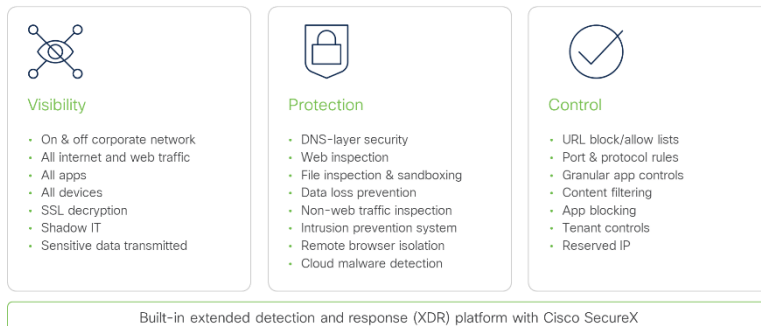 Visibility
• On & off corporate network
• All internet and web traffic
• All apps
• All devices
• SSL decryption
• Shadow IT
• Sensitive data transmitted
Protection
• DNS-layer security
• Web inspection
• File inspection & sandboxing
• Data loss prevention
• Non-web traffic inspection
• Intrusion prevention system
• Remote browser isolation
• Cloud malware detection
Control
• URL block/allow lists
• Port & protocol rules
• Granular app controls
• Content filtering
• App blocking
• Tenant controls
• Reserved IP
Built-in extended detection and response (XDR) platform with Cisco SecureX